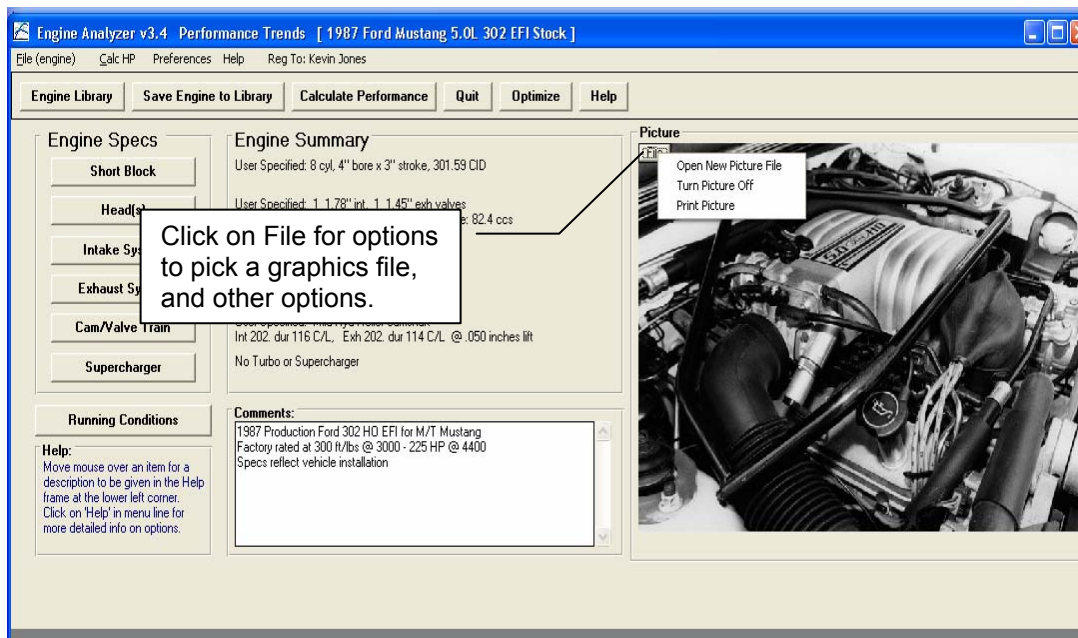 Engine Analyzer v3.4 Performance Trends [ 1987 Ford Mustang 5.0L 302 EFI Stock ]
File (engine) Calc HP Preferences Help Reg To: Kevin Jones
Engine Library Save Engine to Library Calculate Performance Quit Optimize Help
Engine Specs
Short Block
Head(s)
Intake
Exhaust
Cam/Valve Train
Supercharger
Running Conditions
Help:
Move mouse over an item for a
description to be given in the Help
frame at the lower left corner.
Click on 'Help' in menu line for
more detailed info on options.
Engine Summary
User Specified: 8 cyl, 4" bore x 3" stroke, 301.59 CID
User Specified: 1 1.78" int, 1 1.45" exh valves
: 82.4 ccs
Click on File for options
to pick a graphics file,
and other options.
Int 202. dur 116 C/L, Exh 202. dur 114 C/L @ .050 inches lift
No Turbo or Supercharger
Comments:
1987 Production Ford 302 HO EFI for M/T Mustang
Factory rated at 300 ft/lbs @ 3000 - 225 HP @ 4400
Specs reflect vehicle installation
Picture
File
Open New Picture File
Turn Picture Off
Print Picture